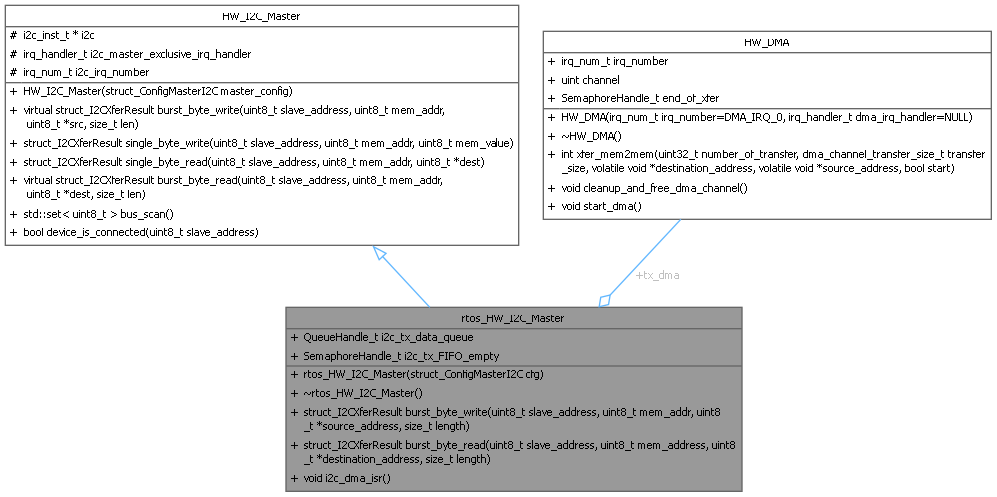 HW_I2C_Master
# i2c_inst_t * i2c
# irq_handler_t i2c_master_exclusive_irq_handler
# irq_num_t i2c_irq_number
+ HW_I2C_Master(struct_ConfigMasterI2C master_config)
+ virtual struct_I2CXferResult burst_byte_write(uint8_t slave_address, uint8_t mem_addr,
uint8_t *src, size_t len)
+ struct_I2CXferResult single_byte_write(uint8_t slave_address, uint8_t mem_addr, uint8_t mem_value)
+ struct_I2CXferResult single_byte_read(uint8_t slave_address, uint8_t mem_addr, uint8_t *dest)
+ virtual struct_I2CXferResult burst_byte_read(uint8_t slave_address, uint8_t mem_addr,
uint8_t *dest, size_t len)
+ std::set< uint8_t > bus_scan()
+ bool device_is_connected(uint8_t slave_address)
HW_DMA
+ irq_num_t irq_number
+ uint channel
+ SemaphoreHandle_t end_of_xfer
+ HW_DMA(irq_num_t irq_number=DMA_IRQ_0, irq_handler_t dma_irq_handler=NULL)
+ ~HW_DMA()
+ int xfer_mem2mem(uint32_t number_of_transfer, dma_channel_transfer_size_t transfer
_size, volatile void *destination_address, volatile void *source_address, bool start)
+ void cleanup_and_free_dma_channel()
+ void start_dma()
+tx_dma
rtos_HW_I2C_Master
+ QueueHandle_t i2c_tx_data_queue
+ SemaphoreHandle_t i2c_tx_FIFO_empty
+ rtos_HW_I2C_Master(struct_ConfigMasterI2C cfg)
+ ~rtos_HW_I2C_Master()
+ struct_I2CXferResult burst_byte_write(uint8_t slave_address, uint8_t mem_addr, uint8
_t *source_address, size_t length)
+ struct_I2CXferResult burst_byte_read(uint8_t slave_address, uint8_t mem_address, uint8
_t *destination_address, size_t length)
+ void i2c_dma_isr()